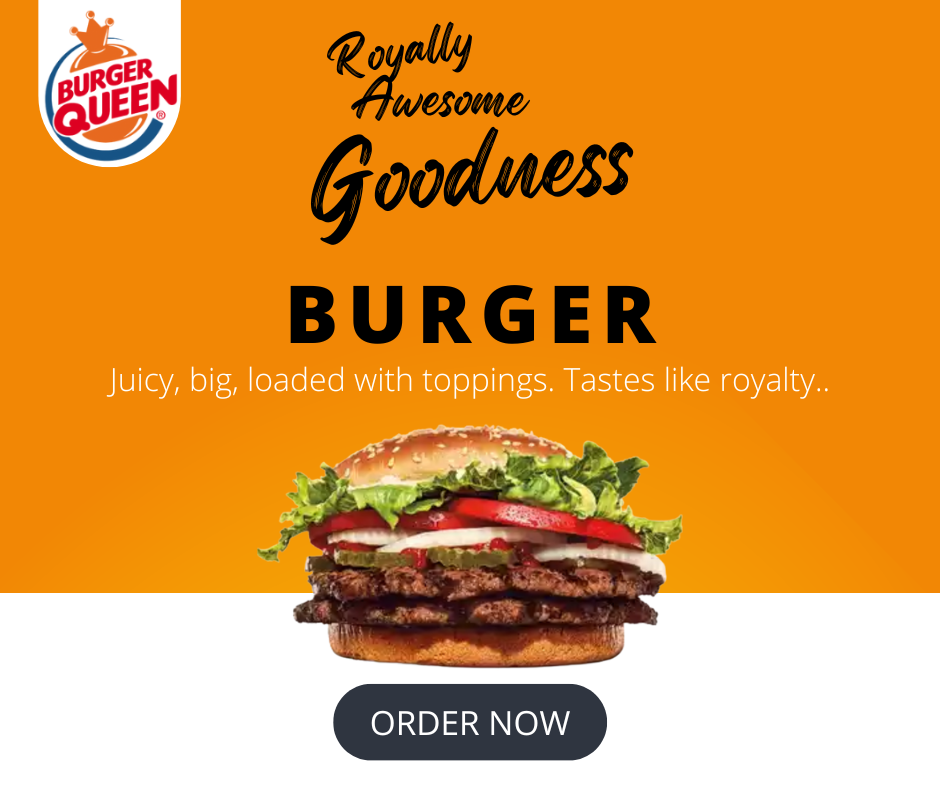 BURGER
QUEEN®
Royally
Awesome
Goodness
BURGER
Juicy, big, loaded with toppings. Tastes like royalty..
ORDER NOW